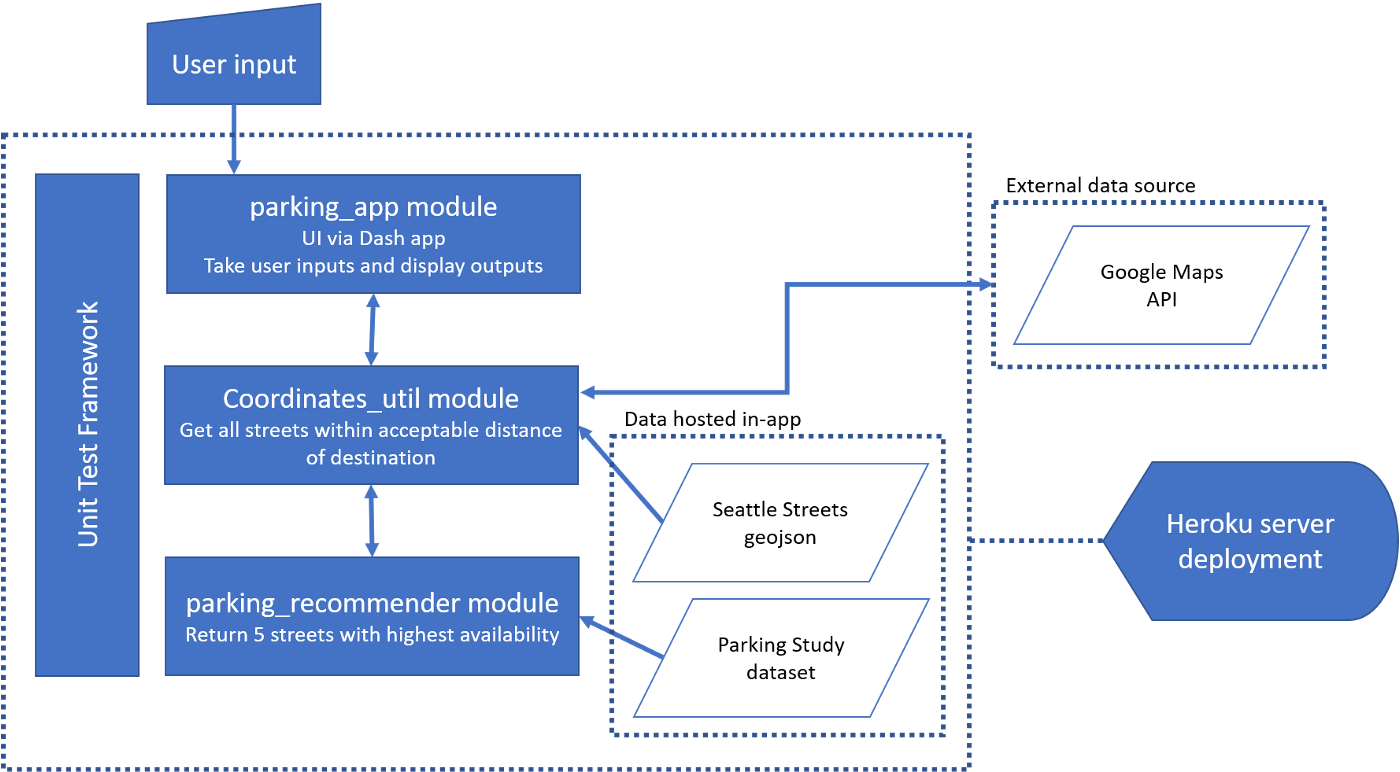 User input
Unit Test Framework
parking_app module
UI via Dash app
Take user inputs and display outputs
Coordinates_util module
Get all streets within acceptable distance
of destination
parking_recommender module
Return 5 streets with highest availability
Data hosted in-app
Seattle Streets
geojson
Parking Study
dataset
External data source
Google Maps
API
Heroku server
deployment